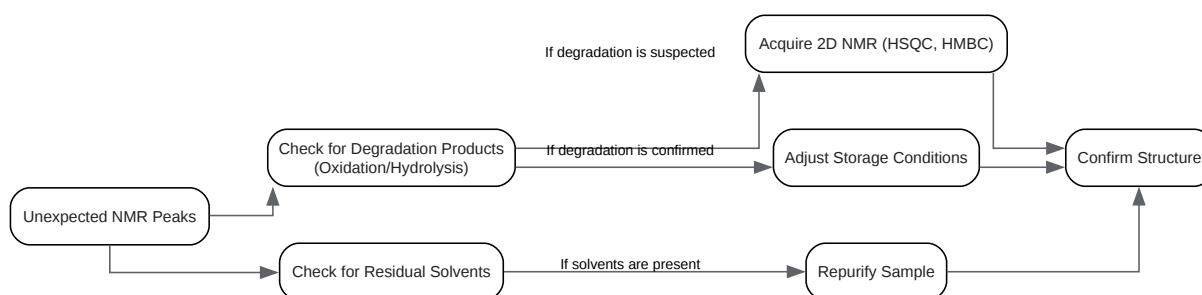 Acquire 2D NMR (HSQC, HMBC)
If degradation is suspected
Check for Degradation Products
(Oxidation/Hydrolysis)
If degradation is confirmed
Adjust Storage Conditions
Confirm Structure
Unexpected NMR Peaks
Check for Residual Solvents
If solvents are present
Repurify Sample